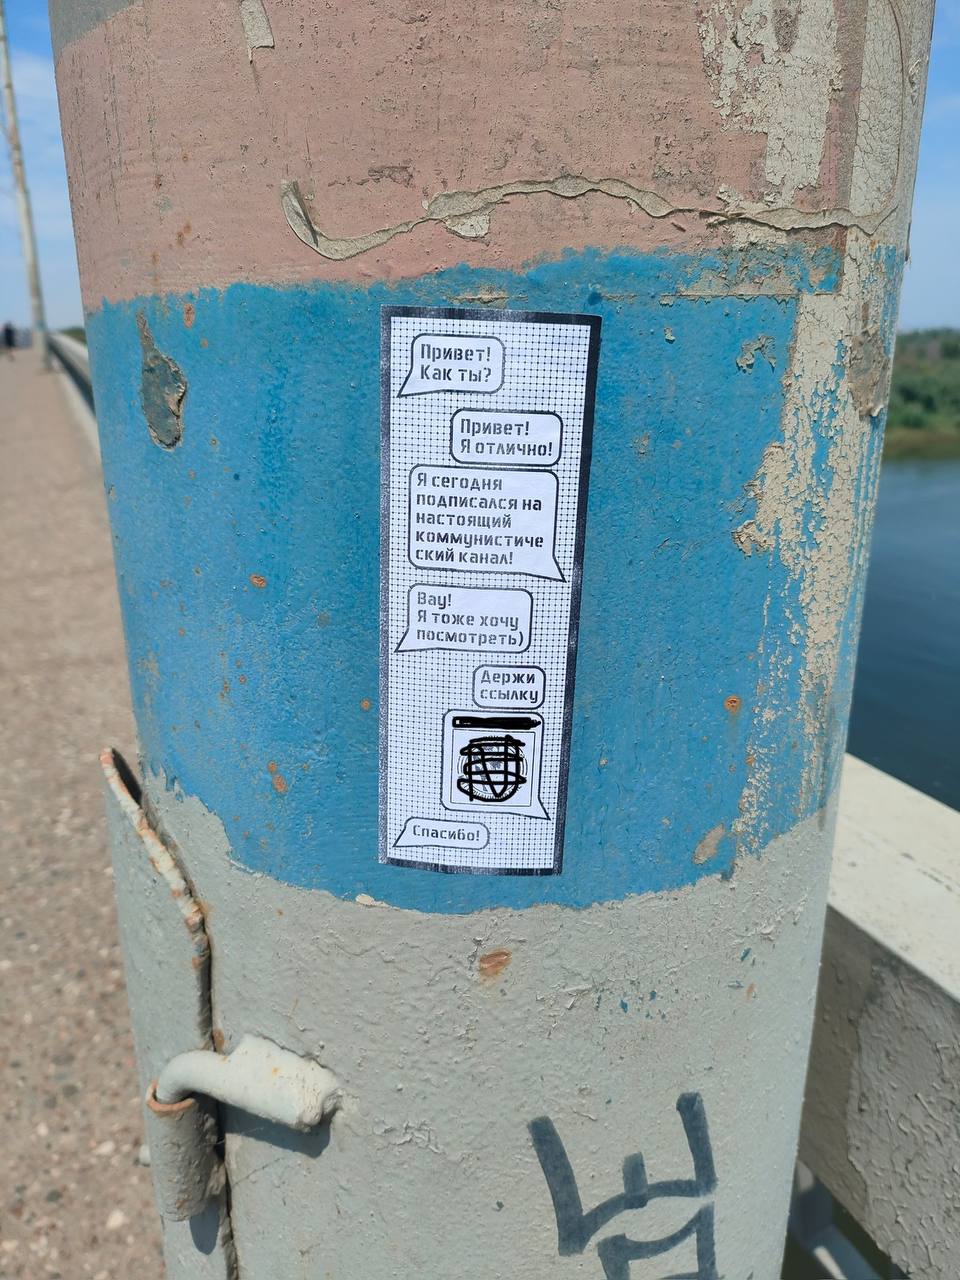 Привет!
Как ты?
Привет!
Я отлично!
Я сегодня
подписался на
настоящий
коммунистиче
ский канал!
Вау!
Я тоже хочу
посмотреть)
Держи
ссылку
Спасибо!